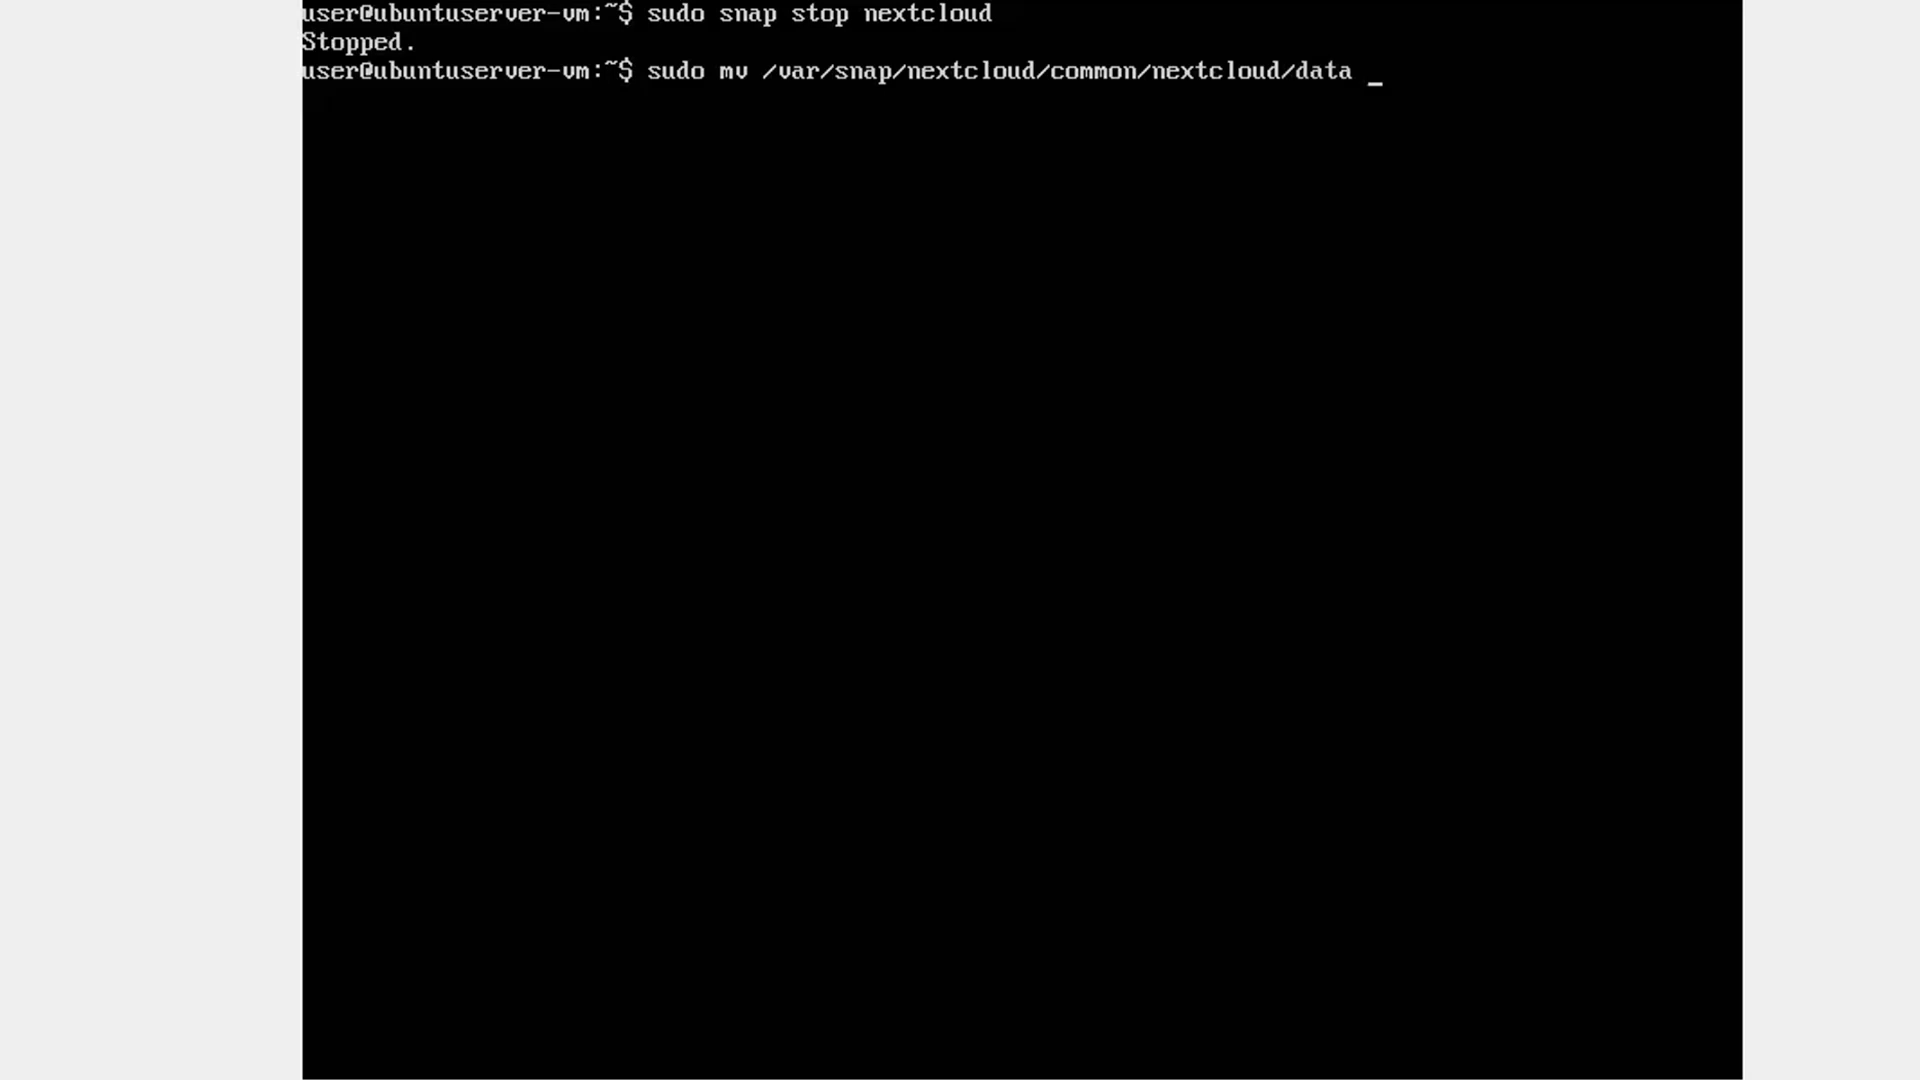 user@ubuntuserver-vm:~$ sudo snap stop nextcloud
Stopped.
user@ubuntuserver-vm:~$ sudo mv /var/snap/nextcloud/common/nextcloud/data _